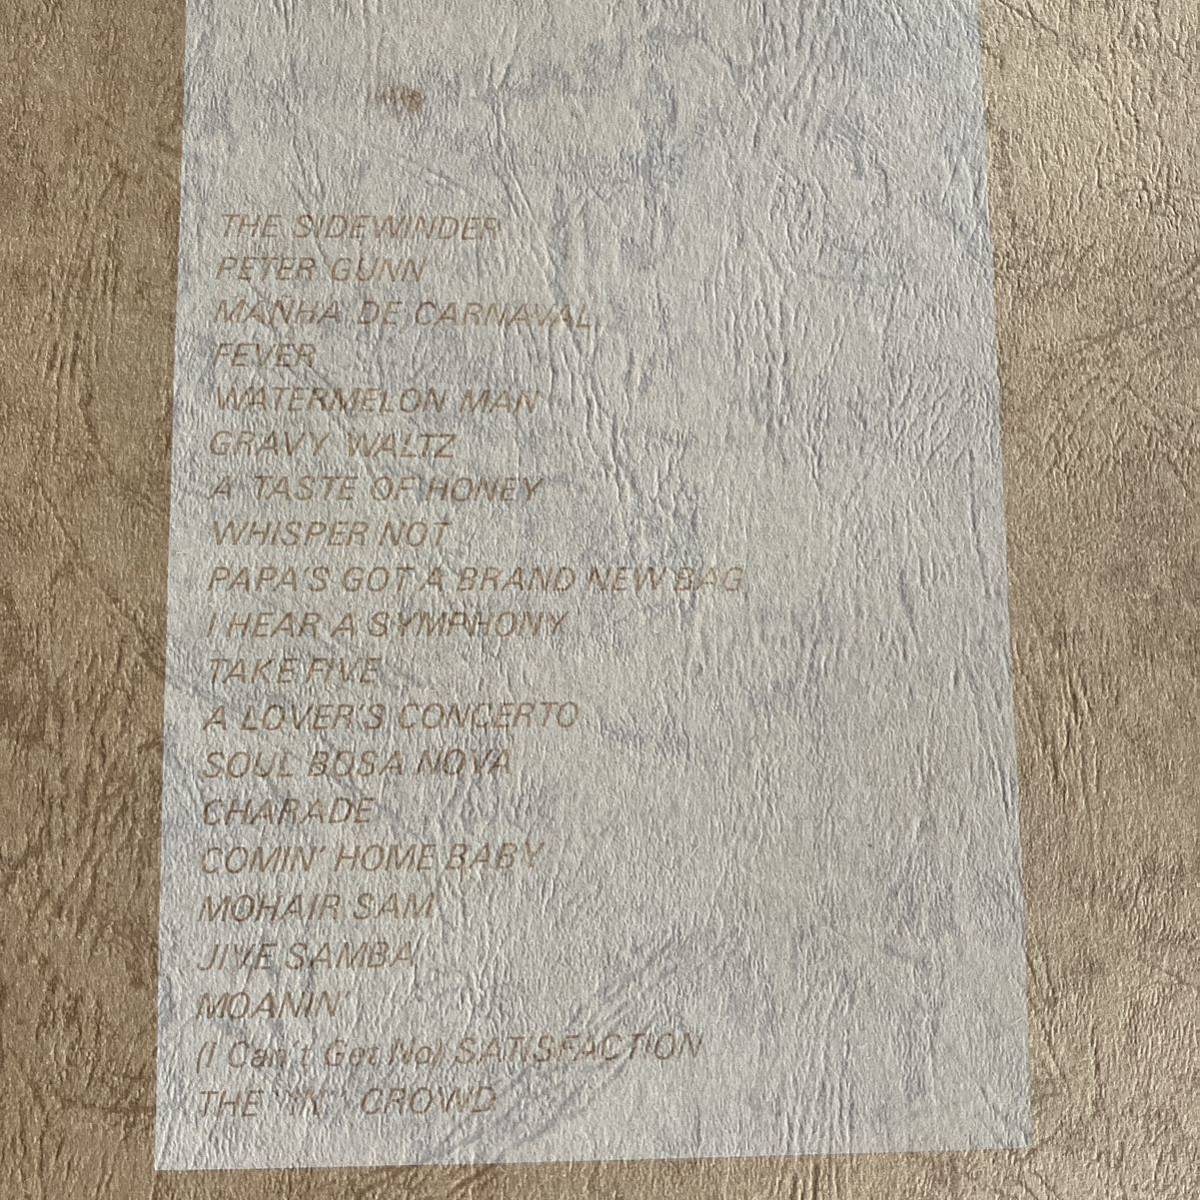 THE SIDEWINDER
PETER GUNN
MAÑHA DE CARNAVAL
FEVER
WATERMELON MAN
GRAVY WALTZ
A TASTE OF HONEY
WHISPER NOT
PAPA'S GOT A BRAND NEW BAG
I HEAR A SYMPHONY
TAKE FIVE
A LOVER'S CONCERTO
SOUL BOSA NOVA
CHARADE
COMIN' HOME BABY
MOHAIR SAM
JIVE SAMBA
MOANIN'
(I Can't Get No) SATISFACTION
THE CROWD